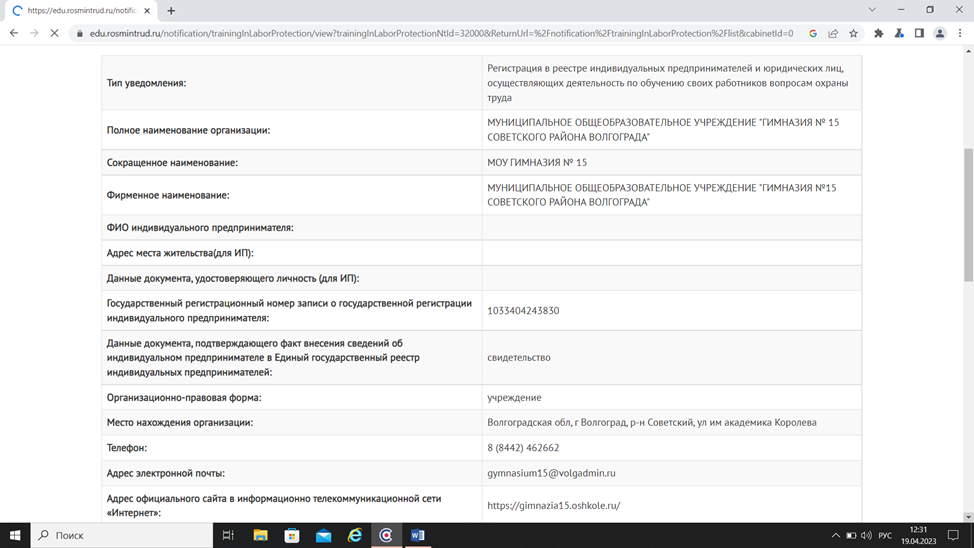 https://edu.rosmintrud.ru/notific
edu.rosmintrud.ru/notification/trainingInLaborProtection/view?trainingInLaborProtectionNtId=32000&ReturnUrl=%2Fnotification%2FtrainingInLaborProtection%2Flist&cabinetId=0
Тип уведомления:
Регистрация в реестре индивидуальных предпринимателей и юридических лиц,
осуществляющих деятельность по обучению своих работников вопросам охраны
труда
Полное наименование организации:
МУНИЦИПАЛЬНОЕ ОБЩЕОБРАЗОВАТЕЛЬНОЕ УЧРЕЖДЕНИЕ "ГИМНАЗИЯ № 15
СОВЕТСКОГО РАЙОНА ВОЛГОГРАДА"
Сокращенное наименование:
МОУ ГИМНАЗИЯ № 15
Фирменное наименование:
МУНИЦИПАЛЬНОЕ ОБЩЕОБРАЗОВАТЕЛЬНОЕ УЧРЕЖДЕНИЕ "ГИМНАЗИЯ №15
СОВЕТСКОГО РАЙОНА ВОЛГОГРАДА"
ФИО индивидуального предпринимателя:
Адрес места жительства(для ИП):
Данные документа, удостоверяющего личность (для ИП):
Государственный регистрационный номер записи о государственной регистрации
индивидуального предпринимателя:
1033404243830
Данные документа, подтверждающего факт внесения сведений об
индивидуальном предпринимателе в Единый государственный реестр
индивидуальных предпринимателей:
свидетельство
Организационно-правовая форма:
учреждение
Место нахождения организации:
Волгоградская обл, г Волгоград, р-н Советский, ул им академика Королева
Телефон:
8 (8442) 462662
Адрес электронной почты:
gymnasium15@volgadmin.ru
Адрес официального сайта в информационно телекоммуникационной сети
«Интернет»:
https://gimnazia15.oshkole.ru/
Поиск
РУС
12:31
19.04.2023